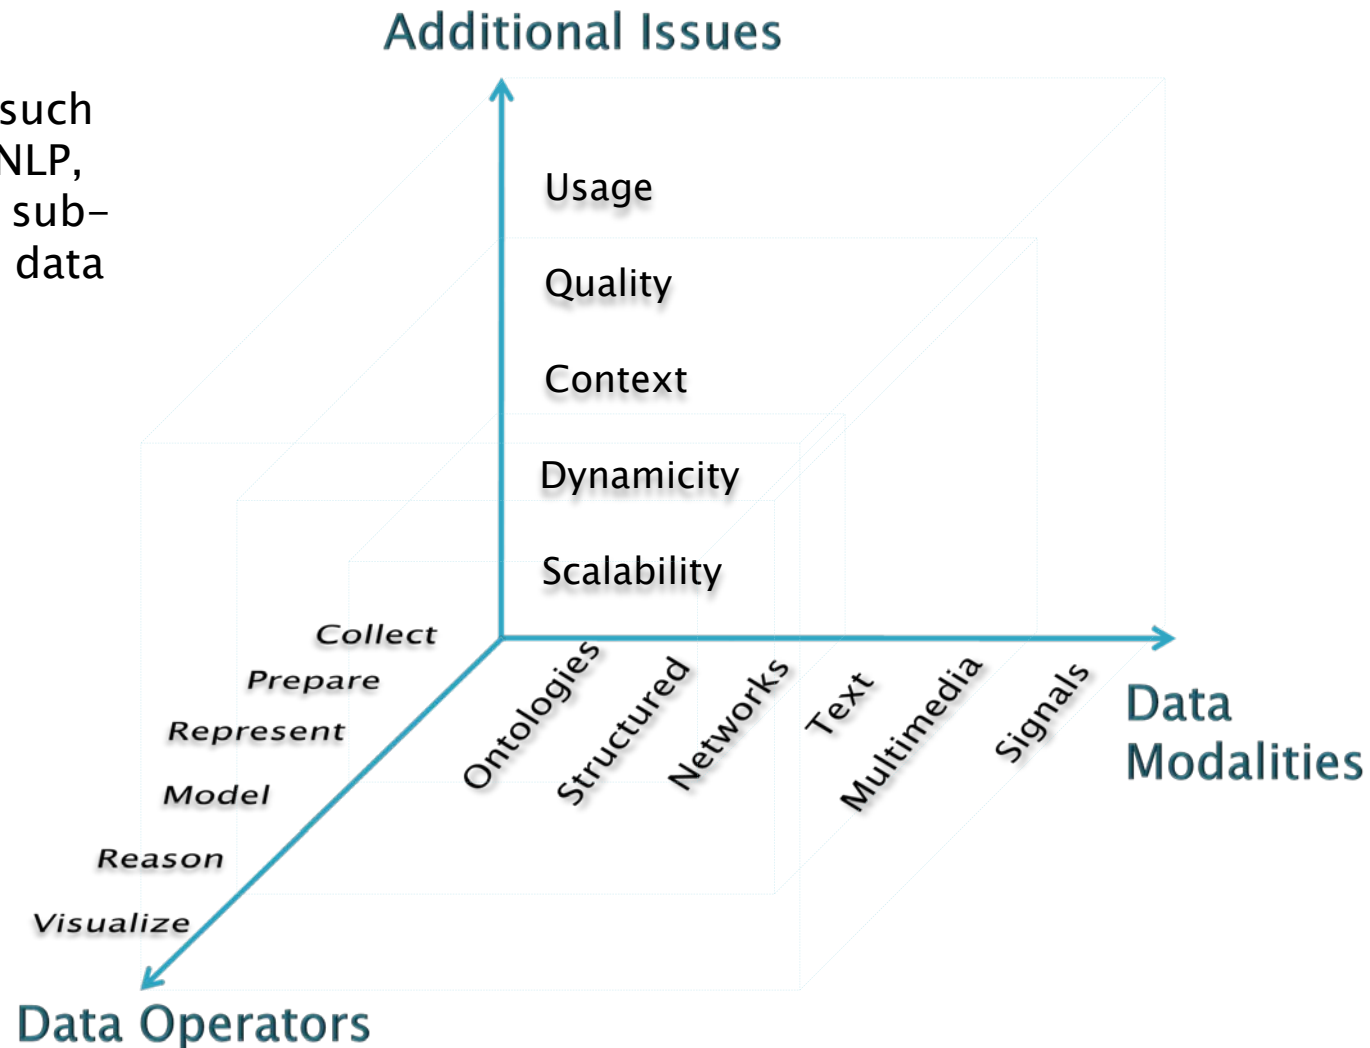 Additional Issues
such
NLP,
sub-
data
Usage
Quality
Context
Dynamicity
Scalability
Collect
Prepare
Represent
Model
Reason
Visualize
Data Operators
Ontologies
Structured
Networks
Text
Multimedia
Signals
Data
Modalities